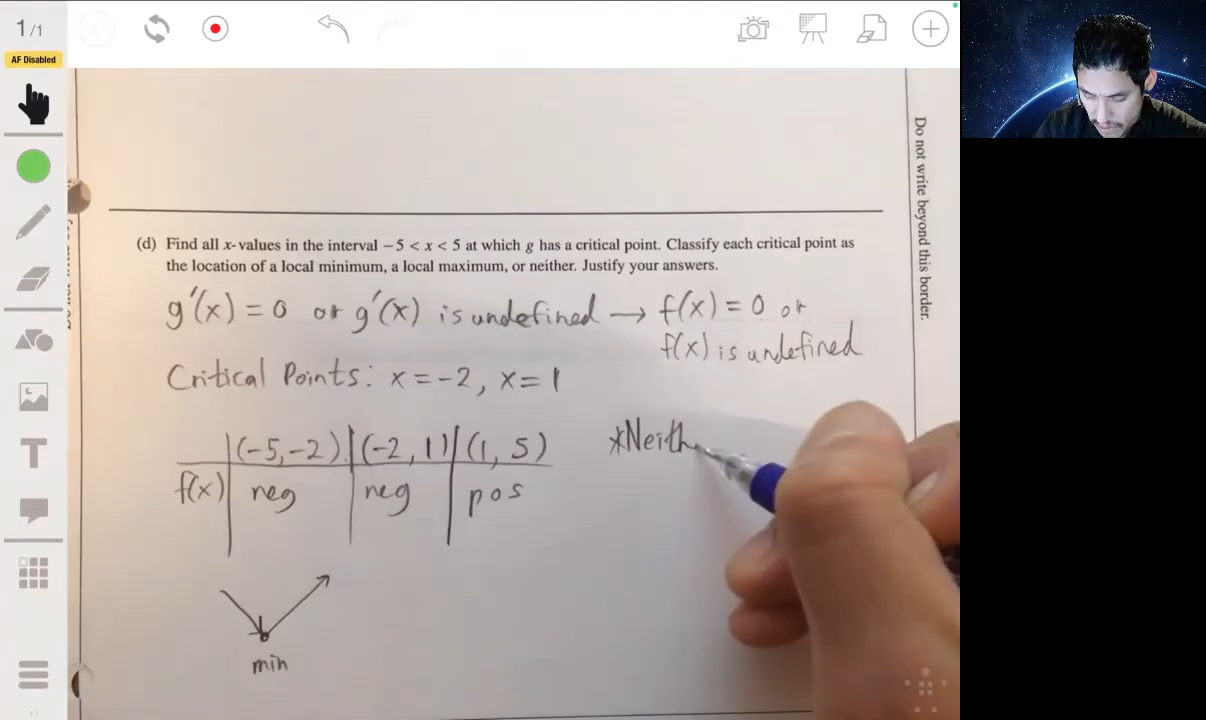 1/1
AF Disabled
T
Do not write beyond this border.
(d) Find all x-values in the interval −5 < x < 5 at which g has a critical point. Classify each critical point as
the location of a local minimum, a local maximum, or neither. Justify your answers.
g'(x) = 0 or g'(x) is undefined → f(x) = 0 or
f(x) is undefined
Critical Points: x = -2, x = 1
(-5, -2) (-2, 1) (1, 5)
f(x) neg neg pos
*Neith
min